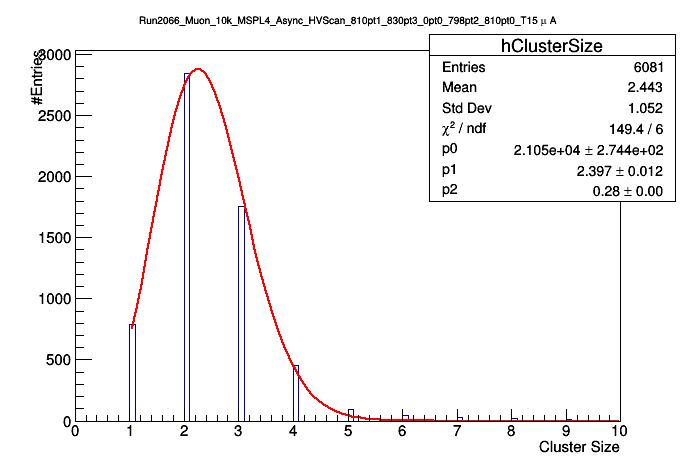 Run2066_Muon_10k_MSPL4_Async_HVScan_810pt1_830pt3_0pt0_798pt2_810pt0_T15 μ A
hClusterSize
Entries 6081
Mean 2.443
Std Dev 1.052
χ² / ndf 149.4 / 6
p0 2.105e+04 ± 2.744e+02
p1 2.397 ± 0.012
p2 0.28 ± 0.00
#Entries
3000
2500
2000
1500
1000
500
0
0 1 2 3 4 5 6 7 8 9 10
Cluster Size